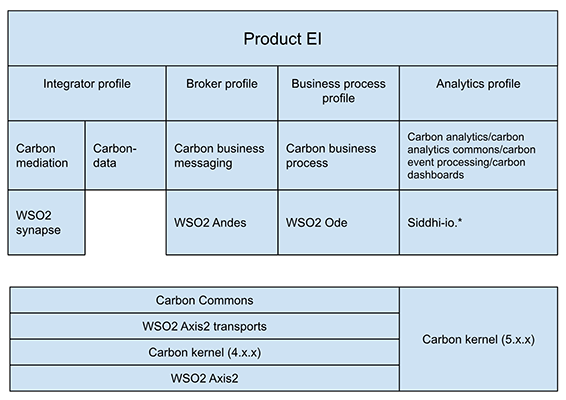 Product EI
Integrator profile
Broker profile
Business process
profile
Analytics profile
Carbon
mediation
Carbon-
data
Carbon business
messaging
Carbon business
process
Carbon analytics/carbon
analytics commons/carbon
event processing/carbon
dashboards
WSO2
synapse
WSO2 Andes
WSO2 Ode
Siddhi-io.*
Carbon Commons
WSO2 Axis2 transports
Carbon kernel (4.x.x)
WSO2 Axis2
Carbon kernel (5.x.x)